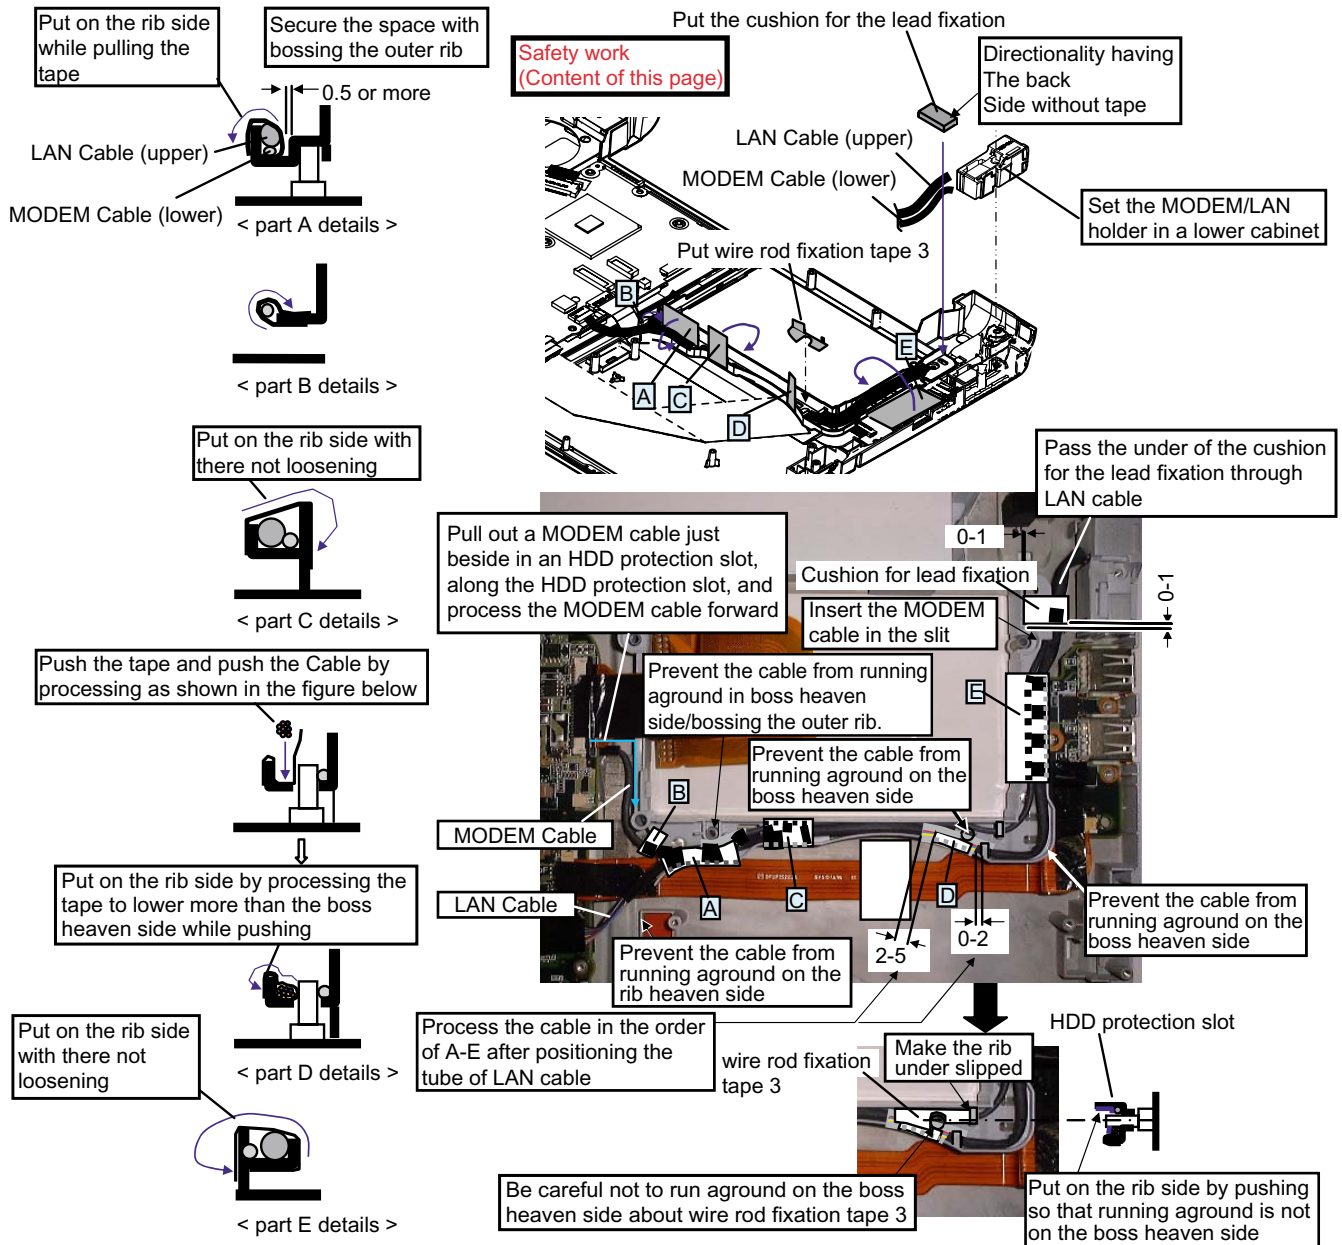 Put on the rib side
while pulling the
tape
Secure the space with
bossing the outer rib
0.5 or more
LAN Cable (upper)
MODEM Cable (lower)
< part A details >
< part B details >
Put on the rib side with
there not loosening
< part C details >
Push the tape and push the Cable by
processing as shown in the figure below
Put on the rib side by processing the
tape to lower more than the boss
heaven side while pushing
< part D details >
Put on the rib side
with there not
loosening
< part E details >
Put the cushion for the lead fixation
Safety work
(Content of this page)
Directionality having
The back
Side without tape
LAN Cable (upper)
MODEM Cable (lower)
Set the MODEM/LAN
holder in a lower cabinet
Put wire rod fixation tape 3
B
A
C
D
E
Pass the under of the cushion
for the lead fixation through
LAN cable
Pull out a MODEM cable just
beside in an HDD protection slot,
along the HDD protection slot, and
process the MODEM cable forward
0-1
Cushion for lead fixation
0-1
Insert the MODEM
cable in the slit
Prevent the cable from running
aground in boss heaven
side/bossing the outer rib.
E
Prevent the cable from
running aground on the
boss heaven side
B
MODEM Cable
A
C
D
LAN Cable
Prevent the cable from
running aground on the
rib heaven side
2-5
0-2
Prevent the cable from
running aground on the
boss heaven side
Process the cable in the order
of A-E after positioning the
tube of LAN cable
wire rod fixation
tape 3
Make the rib
under slipped
HDD protection slot
Be careful not to run aground on the boss
heaven side about wire rod fixation tape 3
Put on the rib side by pushing
so that running aground is not
on the boss heaven side